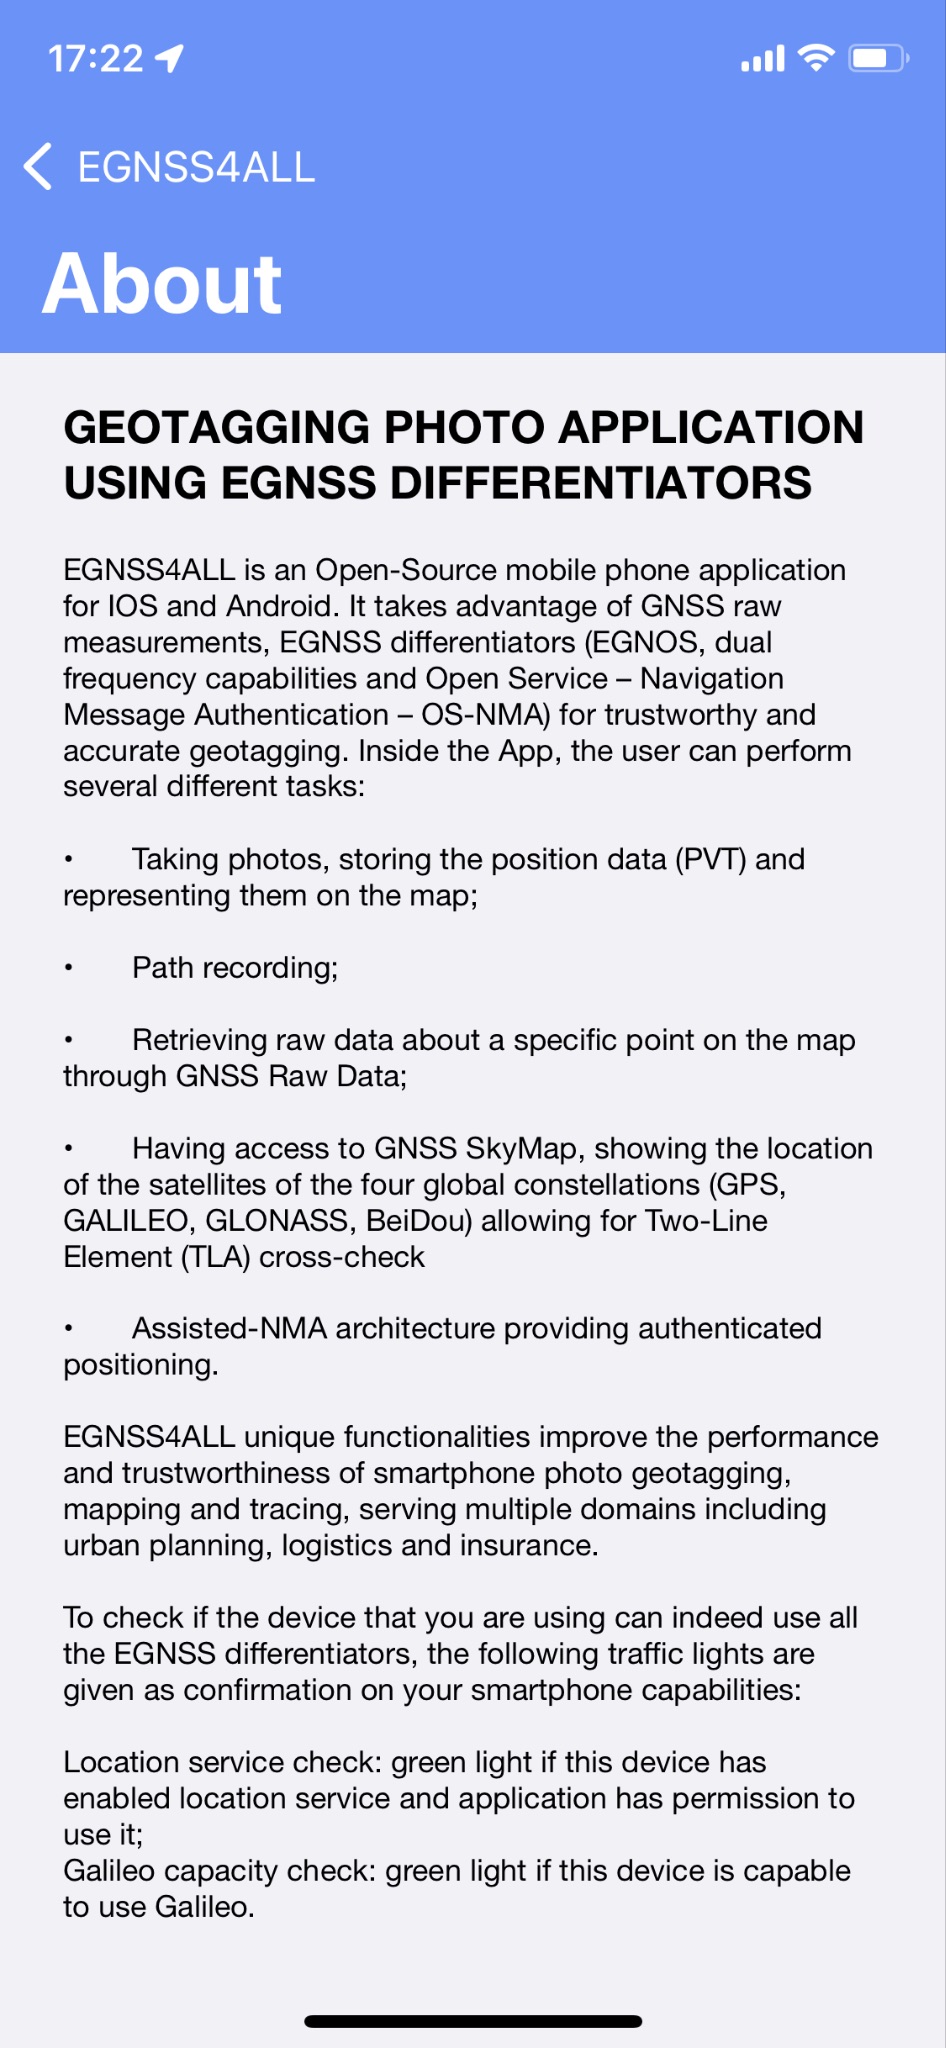 17:22
EGNSS4ALL
About
GEOTAGGING PHOTO APPLICATION
USING EGNSS DIFFERENTIATORS
EGNSS4ALL is an Open-Source mobile phone application
for IOS and Android. It takes advantage of GNSS raw
measurements, EGNSS differentiators (EGNOS, dual
frequency capabilities and Open Service – Navigation
Message Authentication – OS-NMA) for trustworthy and
accurate geotagging. Inside the App, the user can perform
several different tasks:
• Taking photos, storing the position data (PVT) and
representing them on the map;
• Path recording;
• Retrieving raw data about a specific point on the map
through GNSS Raw Data;
• Having access to GNSS SkyMap, showing the location
of the satellites of the four global constellations (GPS,
GALILEO, GLONASS, BeiDou) allowing for Two-Line
Element (TLA) cross-check
• Assisted-NMA architecture providing authenticated
positioning.
EGNSS4ALL unique functionalities improve the performance
and trustworthiness of smartphone photo geotagging,
mapping and tracing, serving multiple domains including
urban planning, logistics and insurance.
To check if the device that you are using can indeed use all
the EGNSS differentiators, the following traffic lights are
given as confirmation on your smartphone capabilities:
Location service check: green light if this device has
enabled location service and application has permission to
use it;
Galileo capacity check: green light if this device is capable
to use Galileo.